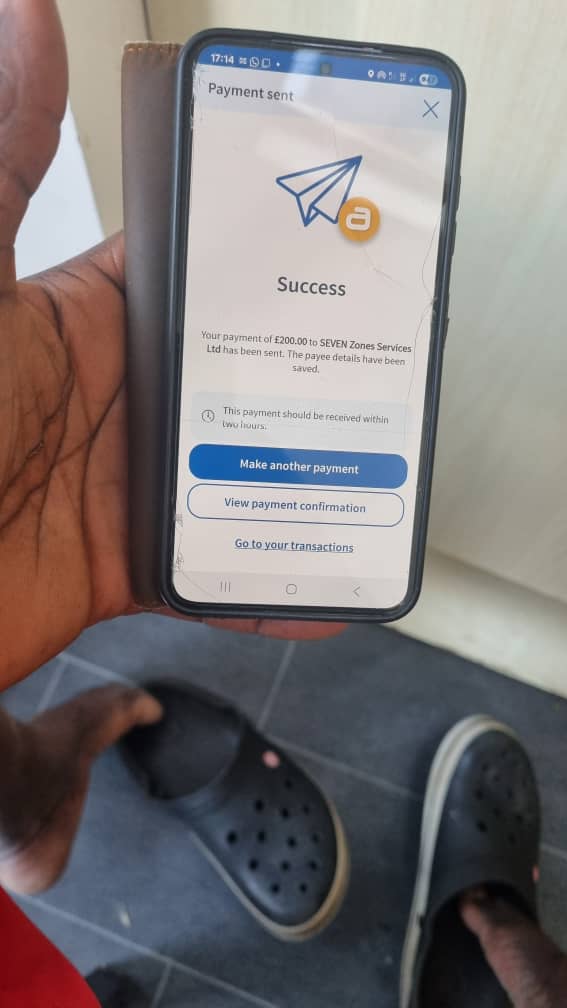 17:14
Payment sent
a
Success
Your payment of £200.00 to SEVEN Zones Services
Ltd has been sent. The payee details have been
saved.
This payment should be received within
two hours.
Make another payment
View payment confirmation
Go to your transactions